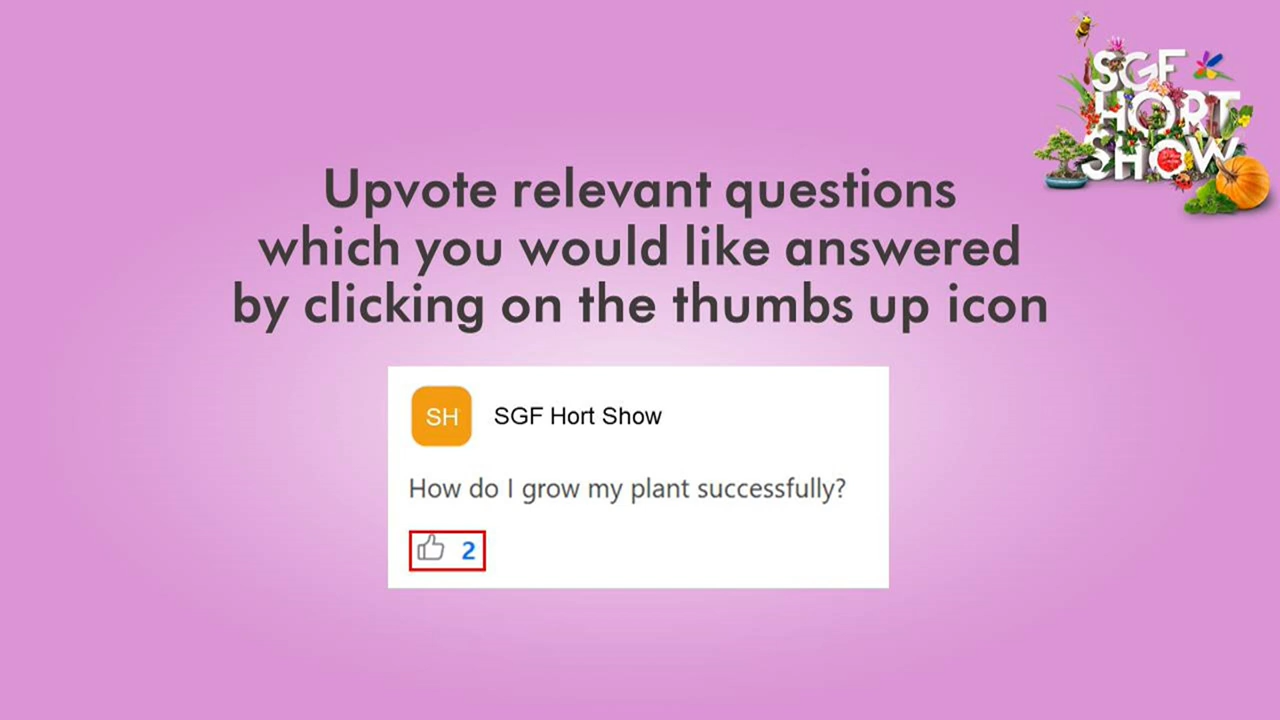 SGF
HORT
SHOW
Upvote relevant questions
which you would like answered
by clicking on the thumbs up icon
SH
SGF Hort Show
How do I grow my plant successfully?
2